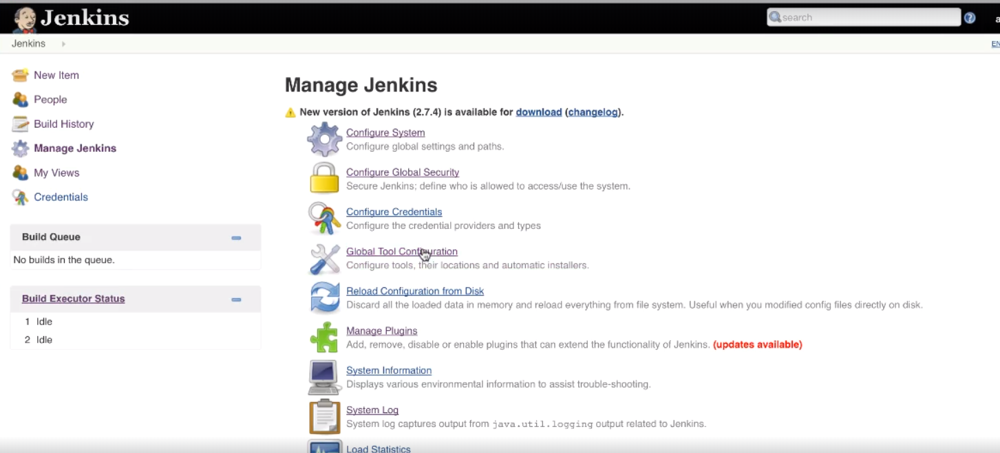 Jenkins
search
Jenkins
EN
New Item
People
Build History
Manage Jenkins
My Views
Credentials
Build Queue
No builds in the queue.
Build Executor Status
1 Idle
2 Idle
Manage Jenkins
New version of Jenkins (2.7.4) is available for download (changelog).
Configure System
Configure global settings and paths.
Configure Global Security
Secure Jenkins; define who is allowed to access/use the system.
Configure Credentials
Configure the credential providers and types
Global Tool Configuration
Configure tools, their locations and automatic installers.
Reload Configuration from Disk
Discard all the loaded data in memory and reload everything from file system. Useful when you modified config files directly on disk.
Manage Plugins
Add, remove, disable or enable plugins that can extend the functionality of Jenkins. (updates available)
System Information
Displays various environmental information to assist trouble-shooting.
System Log
System log captures output from java.util.logging output related to Jenkins.
Load Statistics